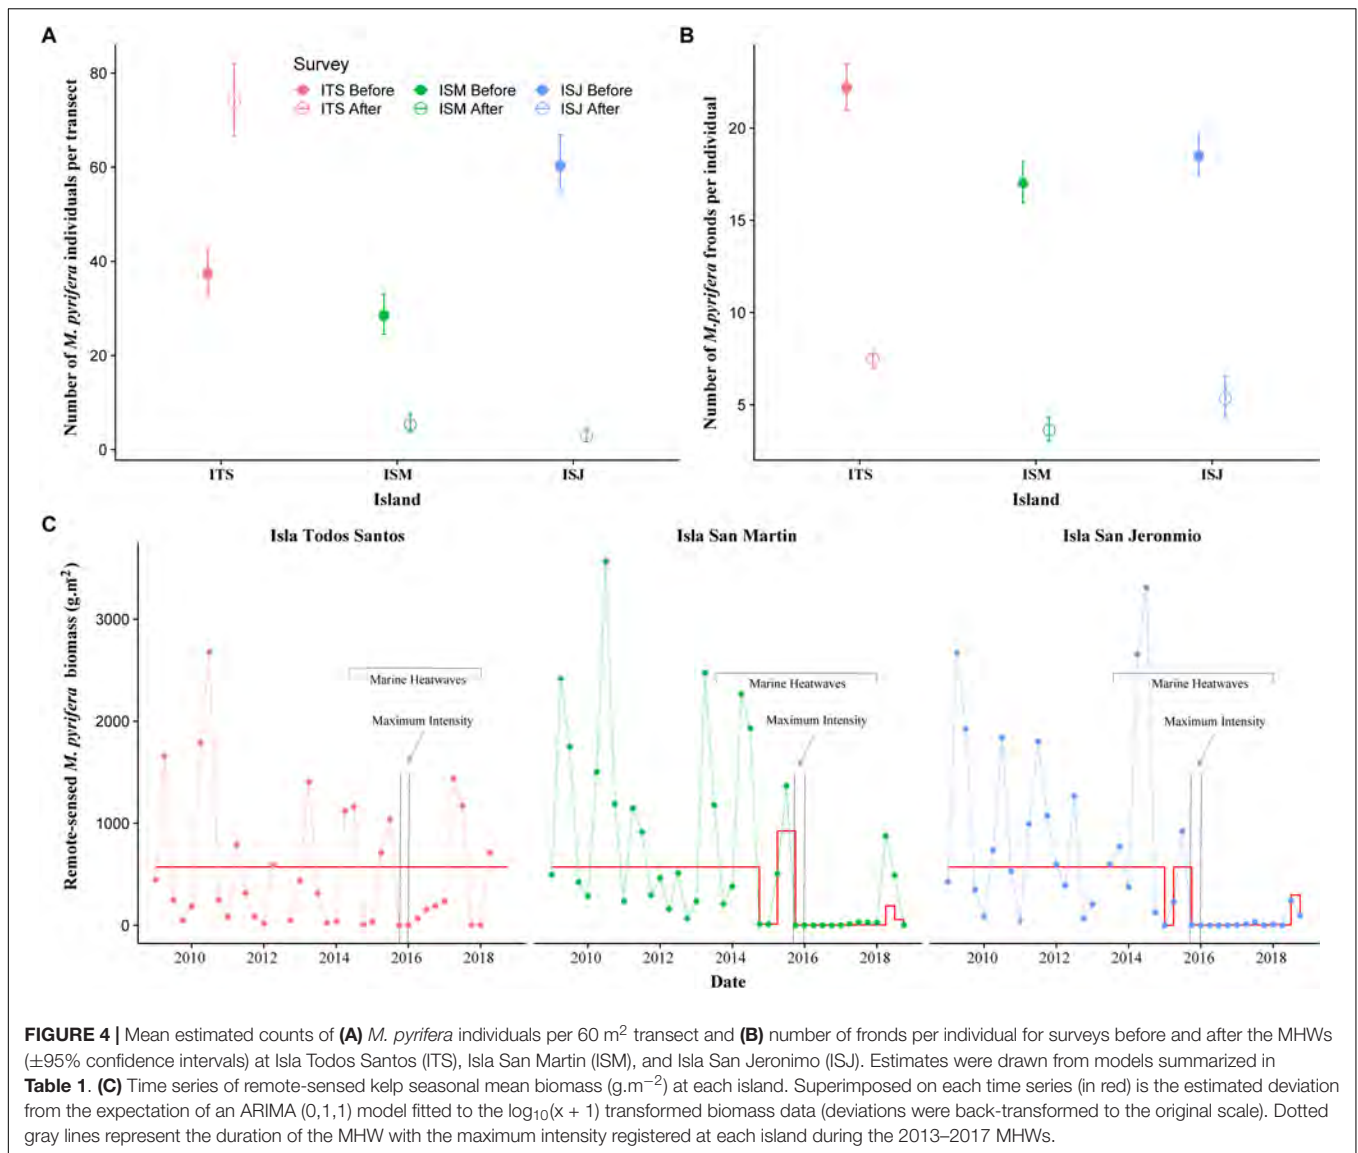 A
B
Survey
ITS Before
ISM Before
ISJ Before
ITS After
ISM After
ISJ After
Number of M. pyrifera individuals per transect
80
60
40
20
0
ITS
ISM
ISJ
Island
Number of M.pyrifera fronds per individual
20
15
10
5
ITS
ISM
ISJ
Island
C
Isla Todos Santos
Isla San Martin
Isla San Jeronmio
Remote-sensed M. pyrifera biomass (g.m⁻²)
3000
2000
1000
0
Marine Heatwaves
Maximum Intensity
Marine Heatwaves
Maximum Intensity
Marine Heatwaves
Maximum Intensity
2010 2012 2014 2016 2018
2010 2012 2014 2016 2018
2010 2012 2014 2016 2018
Date
FIGURE 4 | Mean estimated counts of (A) M. pyrifera individuals per 60 m² transect and (B) number of fronds per individual for surveys before and after the MHWs
(±95% confidence intervals) at Isla Todos Santos (ITS), Isla San Martin (ISM), and Isla San Jeronimo (ISJ). Estimates were drawn from models summarized in
Table 1. (C) Time series of remote-sensed kelp seasonal mean biomass (g.m⁻²) at each island. Superimposed on each time series (in red) is the estimated deviation
from the expectation of an ARIMA (0,1,1) model fitted to the log₁₀(x + 1) transformed biomass data (deviations were back-transformed to the original scale). Dotted
gray lines represent the duration of the MHW with the maximum intensity registered at each island during the 2013–2017 MHWs.